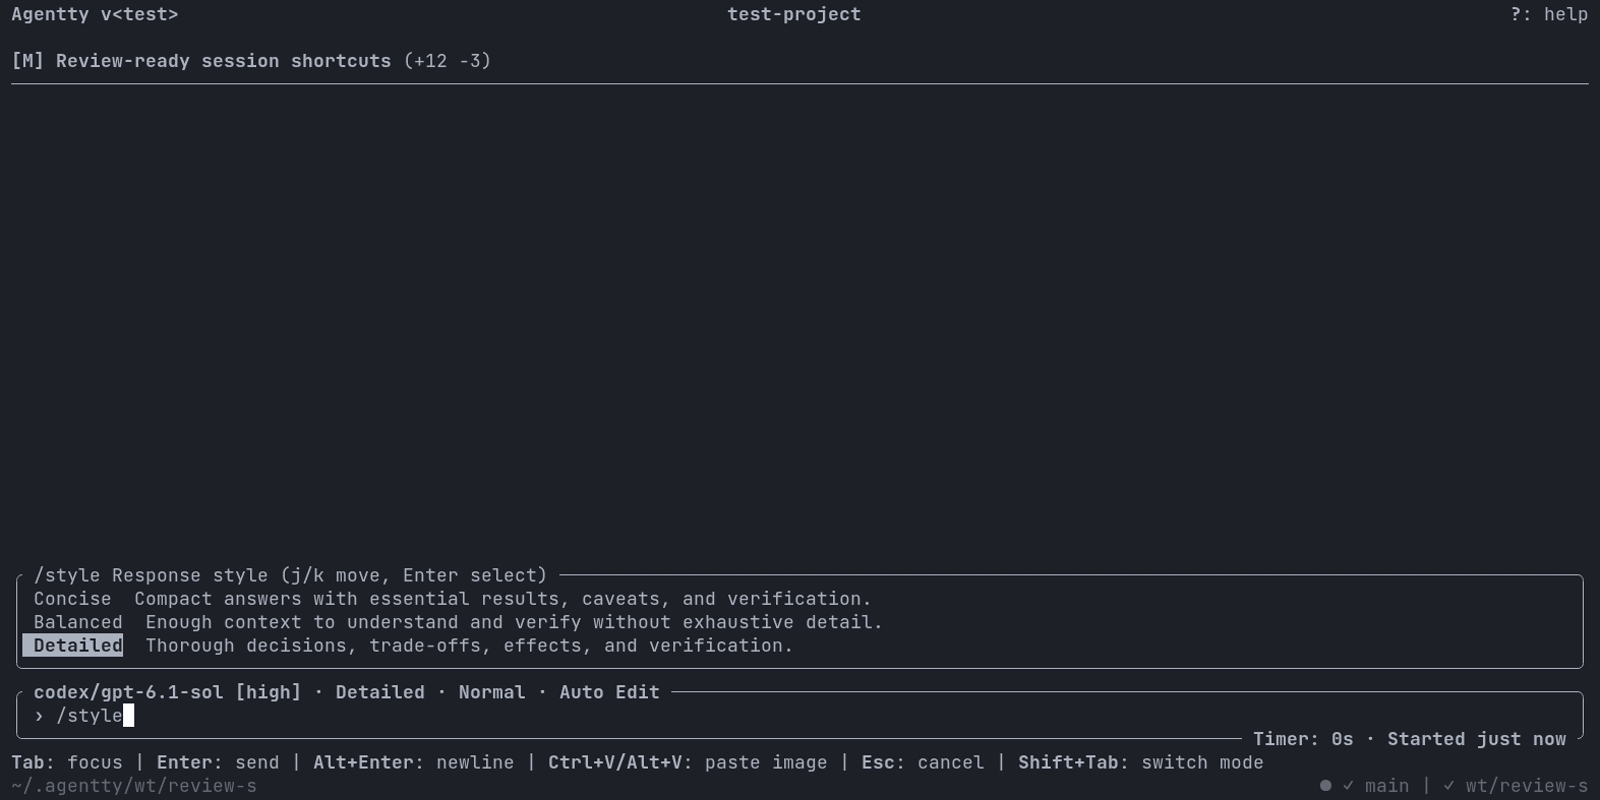 Agentty v<test> test-project ?: help
[M] Review-ready session shortcuts (+12 -3)
/style Response style (j/k move, Enter select)
Concise Compact answers with essential results, caveats, and verification.
Balanced Enough context to understand and verify without exhaustive detail.
Detailed Thorough decisions, trade-offs, effects, and verification.
codex/gpt-6.1-sol [high] · Detailed · Normal · Auto Edit
› /style
Timer: 0s · Started just now
Tab: focus | Enter: send | Alt+Enter: newline | Ctrl+V/Alt+V: paste image | Esc: cancel | Shift+Tab: switch mode
~/.agentty/wt/review-s ● ✓ main | ✓ wt/review-s